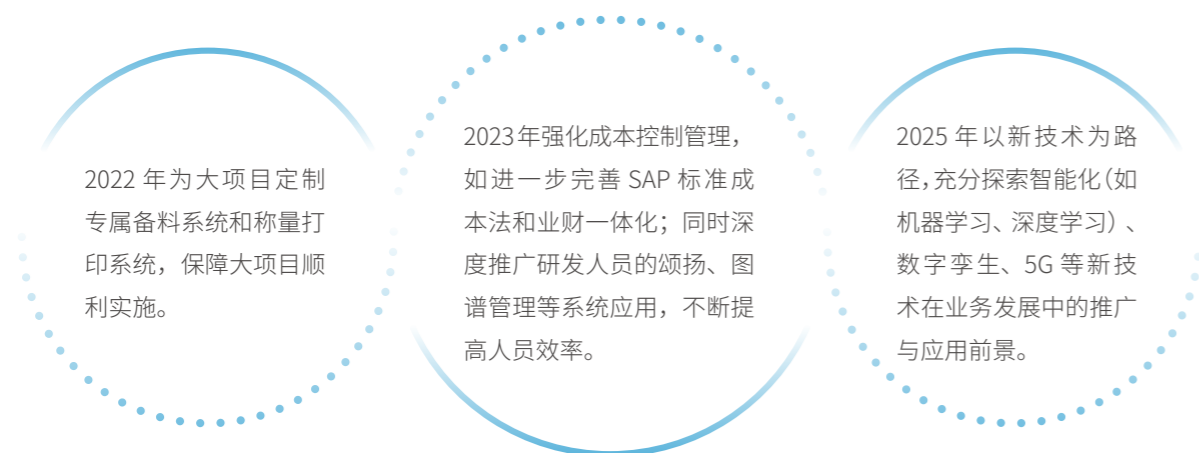 2022 年为大项目定制
专属备料系统和称量打
印系统，保障大项目顺
利实施。
2023年强化成本控制管理，
如进一步完善 SAP 标准成
本法和业财一体化；同时深
度推广研发人员的颂扬、图
谱管理等系统应用，不断提
高人员效率。
2025 年以新技术为路
径，充分探索智能化（如
机器学习、深度学习）、
数字孪生、5G 等新技
术在业务发展中的推广
与应用前景。